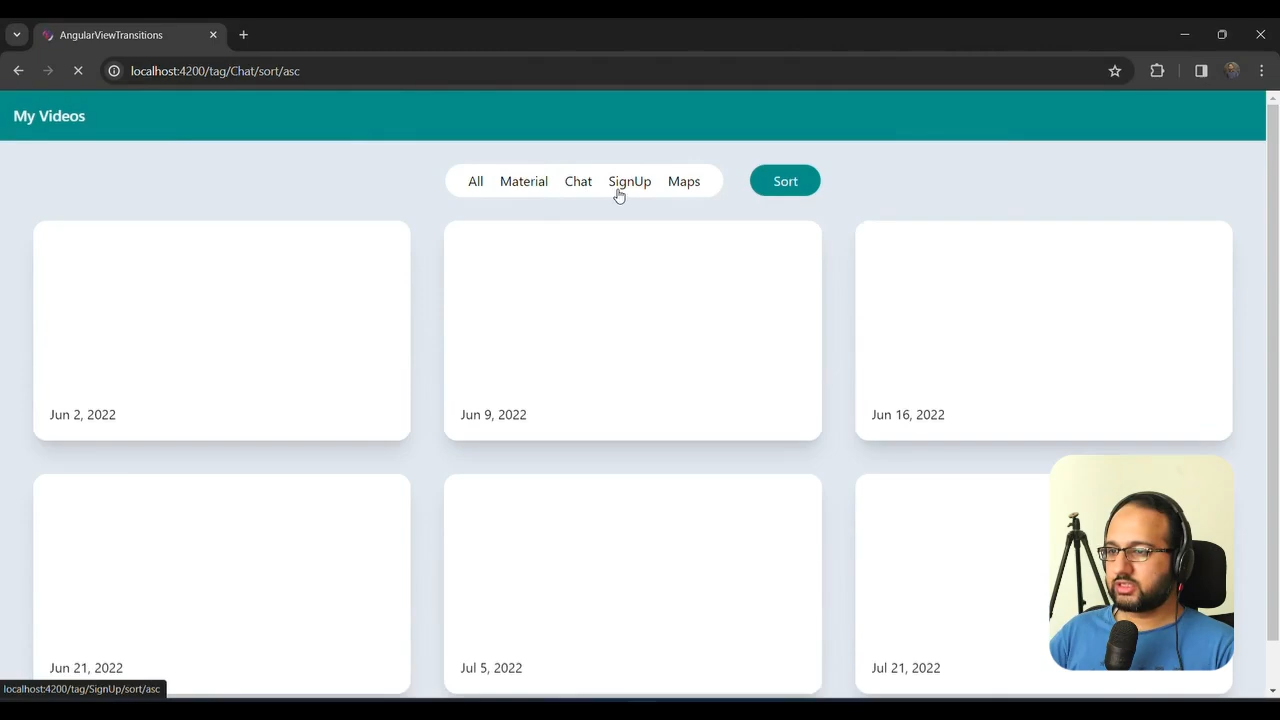 AngularViewTransitions
localhost:4200/tag/Chat/sort/asc
My Videos
All Material Chat SignUp Maps Sort
Jun 2, 2022 Jun 9, 2022 Jun 16, 2022
Jun 21, 2022 Jul 5, 2022 Jul 21, 2022
localhost:4200/tag/SignUp/sort/asc